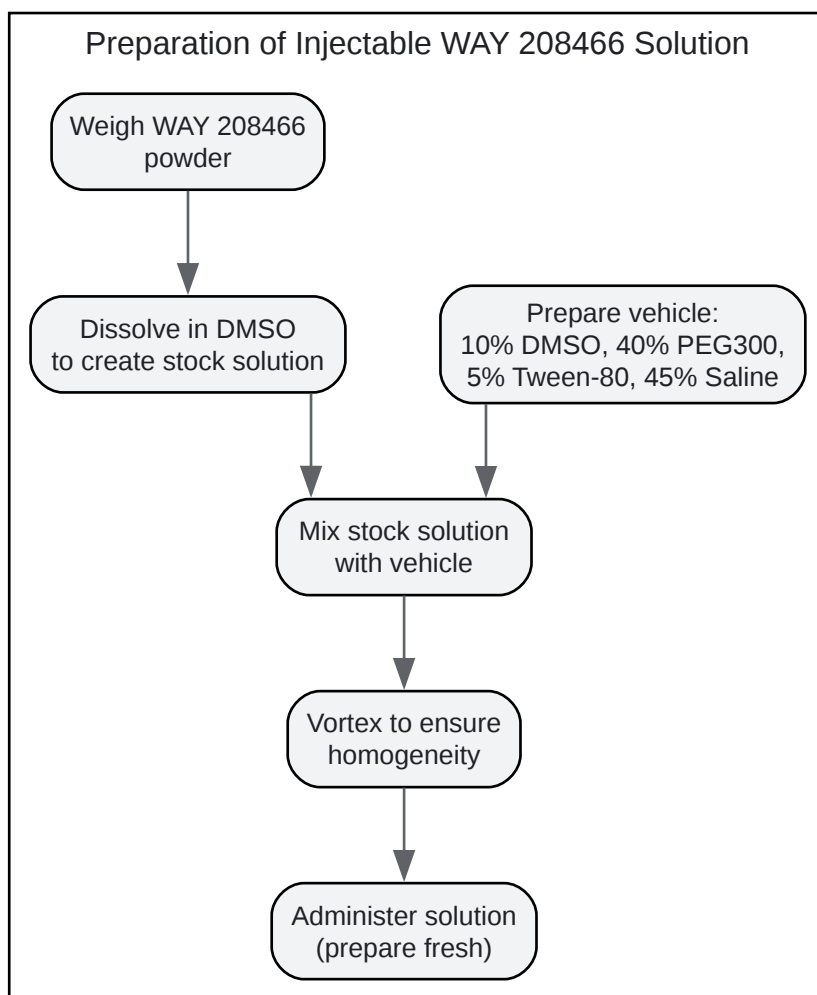 Preparation of Injectable WAY 208466 Solution
Weigh WAY 208466
powder
Dissolve in DMSO
to create stock solution
Prepare vehicle:
10% DMSO, 40% PEG300,
5% Tween-80, 45% Saline
Mix stock solution
with vehicle
Vortex to ensure
homogeneity
Administer solution
(prepare fresh)